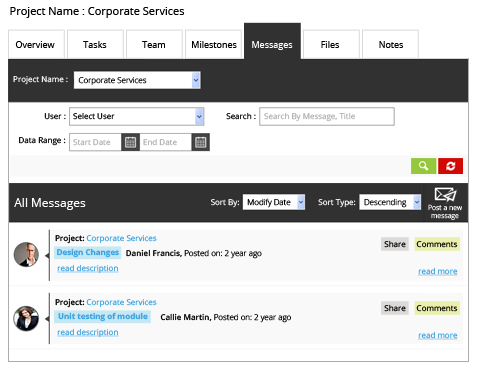 Project Name : Corporate Services
Overview Tasks Team Milestones Messages Files Notes
Project Name : Corporate Services
User : Select User Search : Search By Message, Title
Data Range : Start Date End Date
All Messages Sort By: Modify Date Sort Type: Descending Post a new
message
Project: Corporate Services Share Comments
Design Changes Daniel Francis, Posted on: 2 year ago
read description read more
Project: Corporate Services Share Comments
Unit testing of module Callie Martin, Posted on: 2 year ago
read description read more